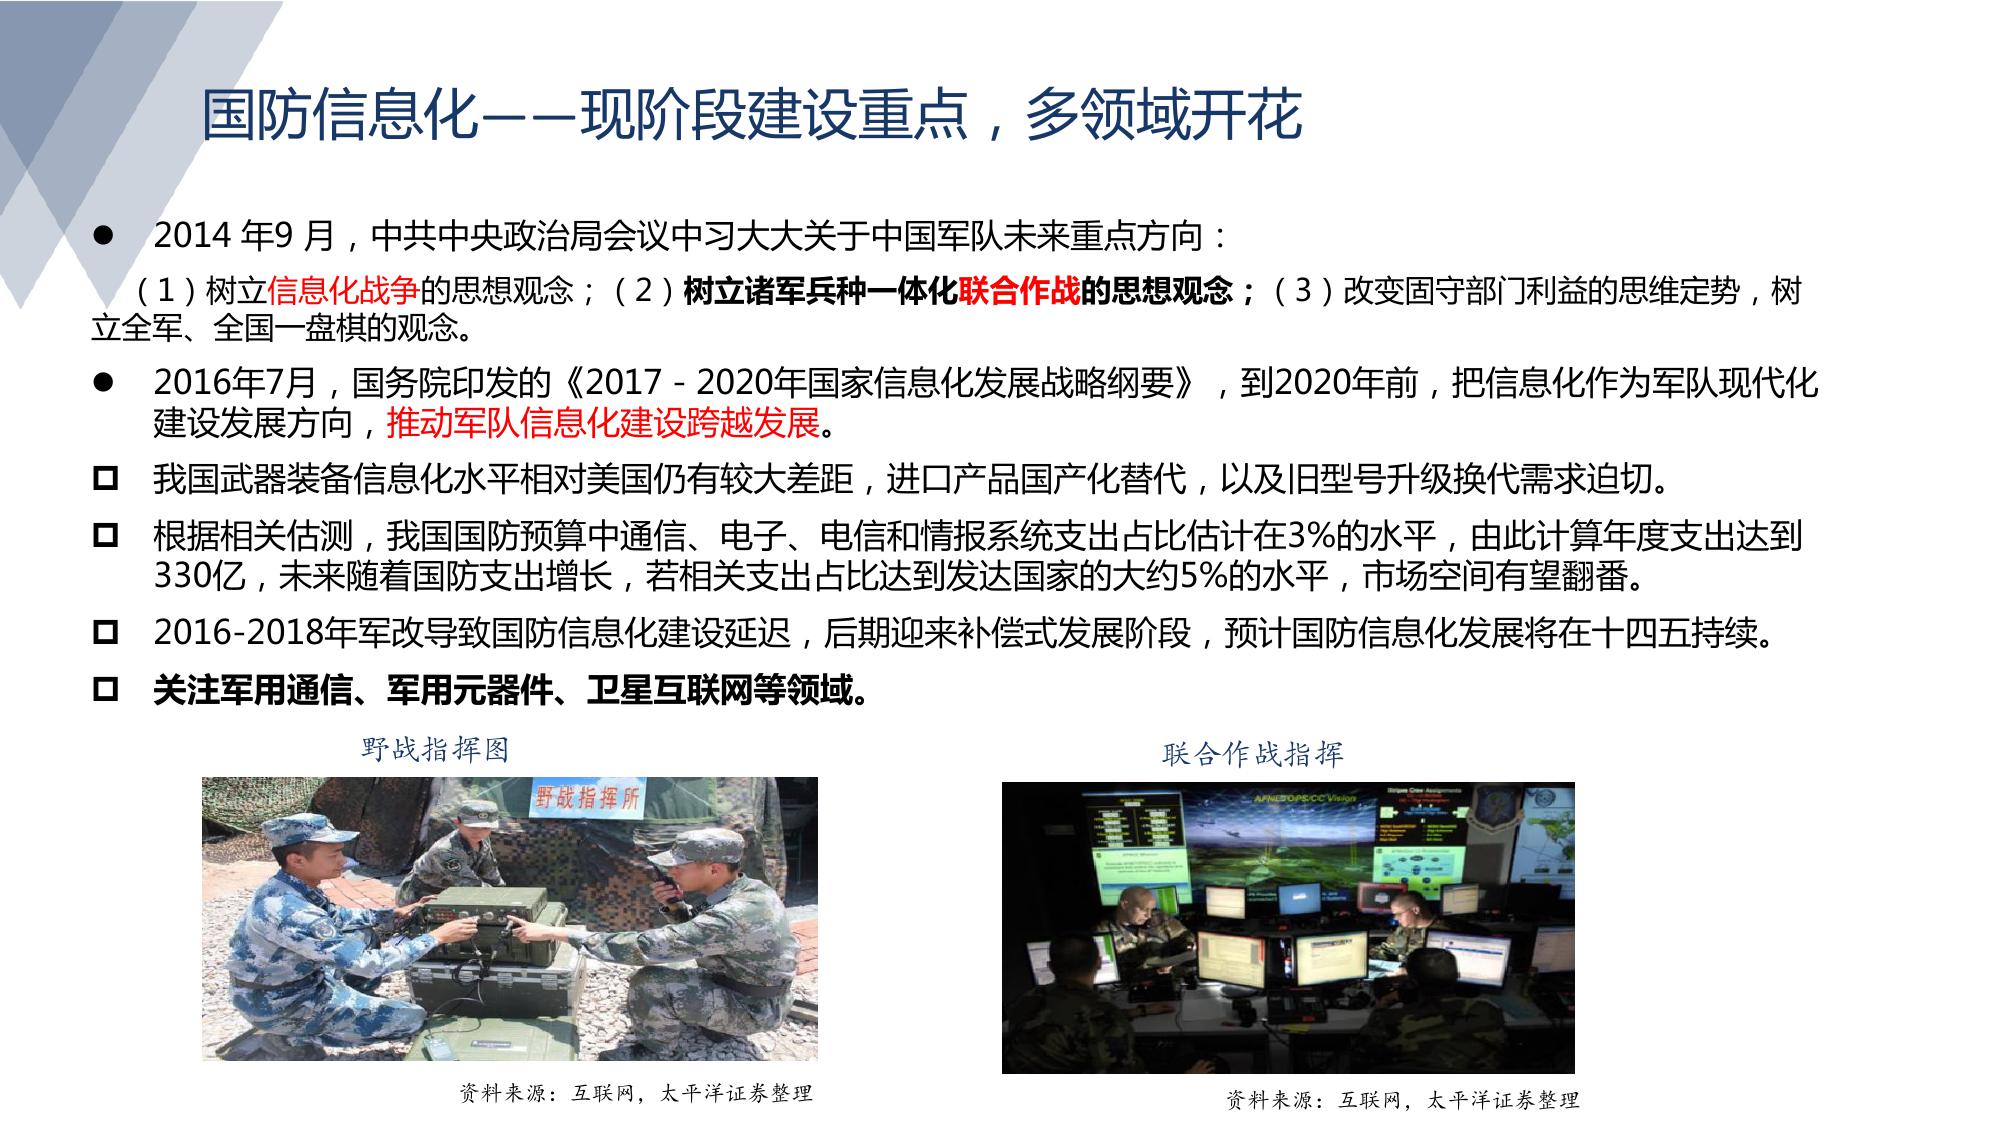 国防信息化——现阶段建设重点，多领域开花
● 2014 年9 月，中共中央政治局会议中习大大关于中国军队未来重点方向：
（1）树立信息化战争的思想观念；（2）树立诸军兵种一体化联合作战的思想观念；（3）改变固守部门利益的思维定势，树
立全军、全国一盘棋的观念。
● 2016年7月，国务院印发的《2017－2020年国家信息化发展战略纲要》，到2020年前，把信息化作为军队现代化
建设发展方向，推动军队信息化建设跨越发展。
我国武器装备信息化水平相对美国仍有较大差距，进口产品国产化替代，以及旧型号升级换代需求迫切。
根据相关估测，我国国防预算中通信、电子、电信和情报系统支出占比估计在3%的水平，由此计算年度支出达到
330亿，未来随着国防支出增长，若相关支出占比达到发达国家的大约5%的水平，市场空间有望翻番。
2016-2018年军改导致国防信息化建设延迟，后期迎来补偿式发展阶段，预计国防信息化发展将在十四五持续。
关注军用通信、军用元器件、卫星互联网等领域。
野战指挥图
联合作战指挥
野战指挥所
AFNETOPS/CC Vision
资料来源：互联网，太平洋证券整理
资料来源：互联网，太平洋证券整理